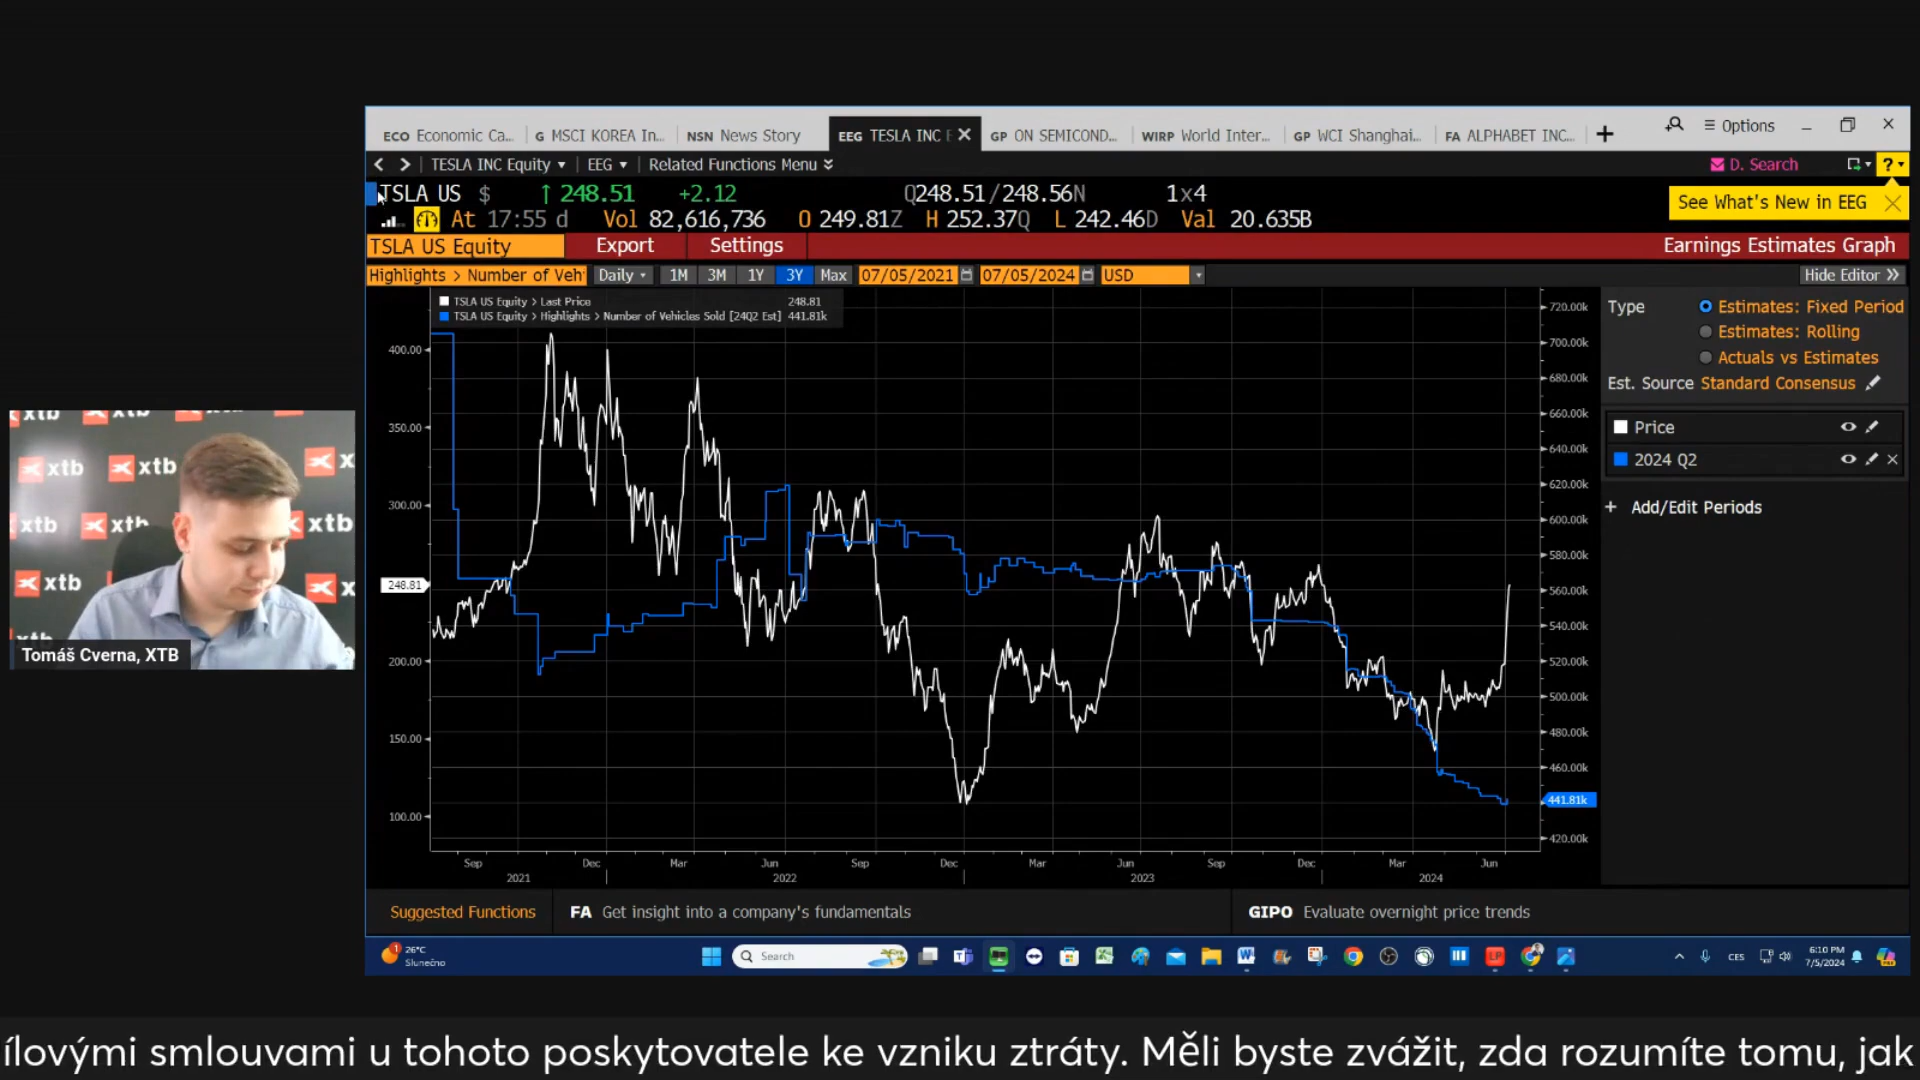 ECO Economic Ca... G MSCI KOREA In... NSN News Story EEG TESLA INC E GP ON SEMICOND... WIRP World Inter... GP WCI Shanghai... FA ALPHABET INC... + Options
TESLA INC Equity EEG Related Functions Menu D. Search ?
TSLA US $ ↑ 248.51 +2.12 Q248.51/248.56N 1x4
See What's New in EEG
At 17:55 d Vol 82,616,736 O 249.81Z H 252.37Q L 242.46D Val 20.635B
TSLA US Equity Export Settings Earnings Estimates Graph
Highlights > Number of Veh Daily 1M 3M 1Y 3Y Max 07/05/2021 07/05/2024 USD Hide Editor
TSLA US Equity > Last Price 248.81
TSLA US Equity > Highlights > Number of Vehicles Sold [24Q2 Est] 441.81k
400.00
350.00
300.00
248.81
200.00
150.00
100.00
720.00k
700.00k
680.00k
660.00k
640.00k
620.00k
600.00k
580.00k
560.00k
540.00k
520.00k
500.00k
480.00k
460.00k
441.81k
420.00k
Sep Dec Mar Jun Sep Dec Mar Jun Sep Dec Mar Jun
2021 2022 2023 2024
Type Estimates: Fixed Period
Estimates: Rolling
Actuals vs Estimates
Est. Source Standard Consensus
Price
2024 Q2
+ Add/Edit Periods
xtb xtb
xtb xtb x
xtb xtb xtb
xtb x
xtb
Tomáš Cverna, XTB
Suggested Functions FA Get insight into a company's fundamentals GIPO Evaluate overnight price trends
1 26°C
Slunečno
Search
CES
6:10 PM
7/5/2024
ílovými smlouvami u tohoto poskytovatele ke vzniku ztráty. Měli byste zvážit, zda rozumíte tomu, jak